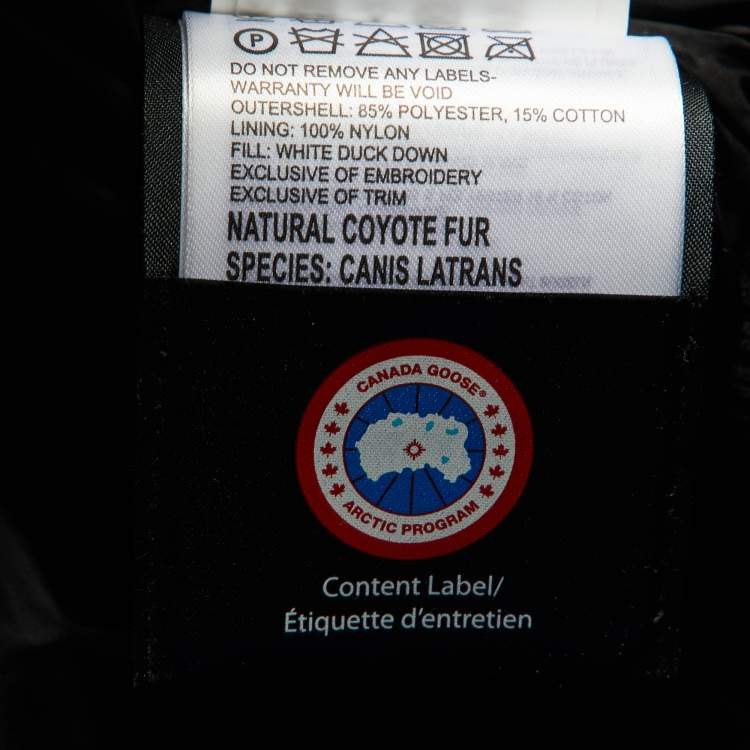 P
DO NOT REMOVE ANY LABELS-
WARRANTY WILL BE VOID
OUTERSHELL: 85% POLYESTER, 15% COTTON
LINING: 100% NYLON
FILL: WHITE DUCK DOWN
EXCLUSIVE OF EMBROIDERY
EXCLUSIVE OF TRIM
NATURAL COYOTE FUR
SPECIES: CANIS LATRANS
CANADA GOOSE®
ARCTIC PROGRAM
Content Label/
Étiquette d'entretien